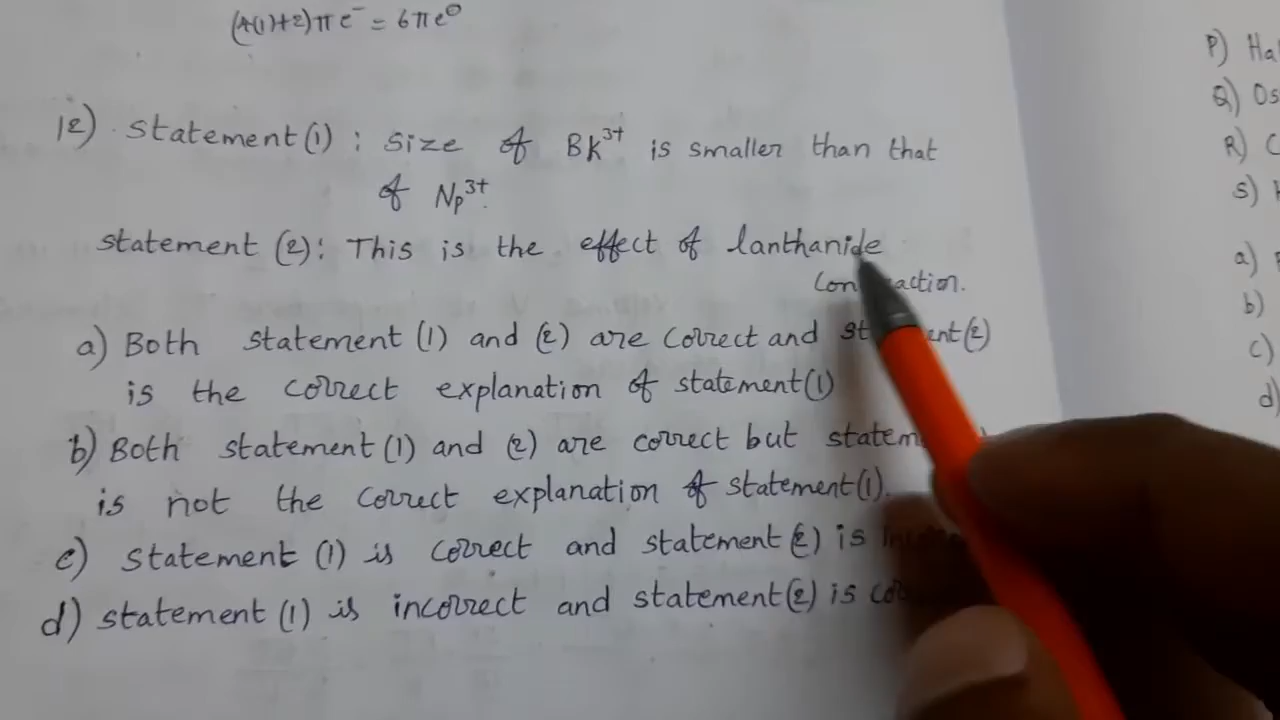 (4(1)+2)πe⁻ = 6πe⁰
12) Statement(1) : Size of Bk³⁺ is smaller than that
of Np³⁺.
Statement (2): This is the effect of lanthanide
a) Both statement (1) and (2) are correct and (2)
is the correct explanation of statement(1)
b) Both statement (1) and (2) are correct but
is not the correct explanation of statement(1).
c) Statement (1) is correct and statement (2) is
d) statement (1) is incorrect and statement(2) is
P) Ha
Q) Os
R) C
S)
a)
b)
c)
d)